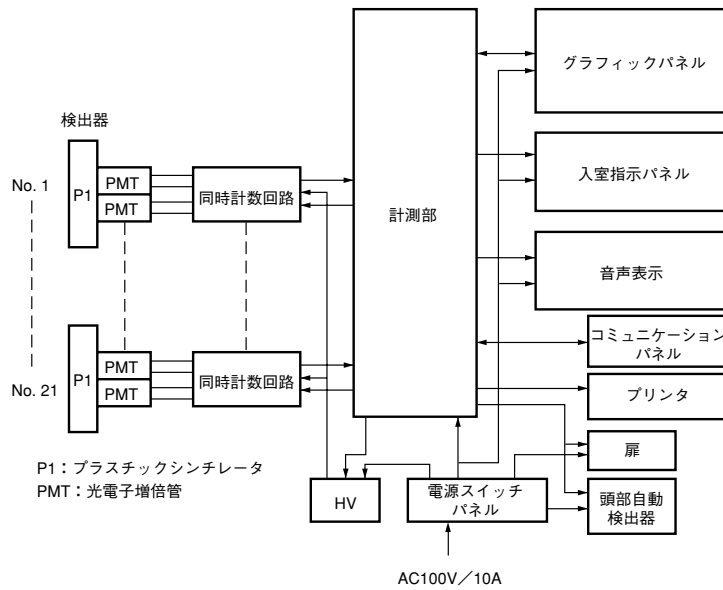 検出器
No. 1
P1
PMT
PMT
同時計数回路
計測部
グラフィックパネル
入室指示パネル
音声表示
コミュニケーション
パネル
プリンタ
扉
頭部自動
検出器
No. 21
P1
PMT
PMT
同時計数回路
P1：プラスチックシンチレータ
PMT：光電子増倍管
HV
電源スイッチ
パネル
AC100V／10A